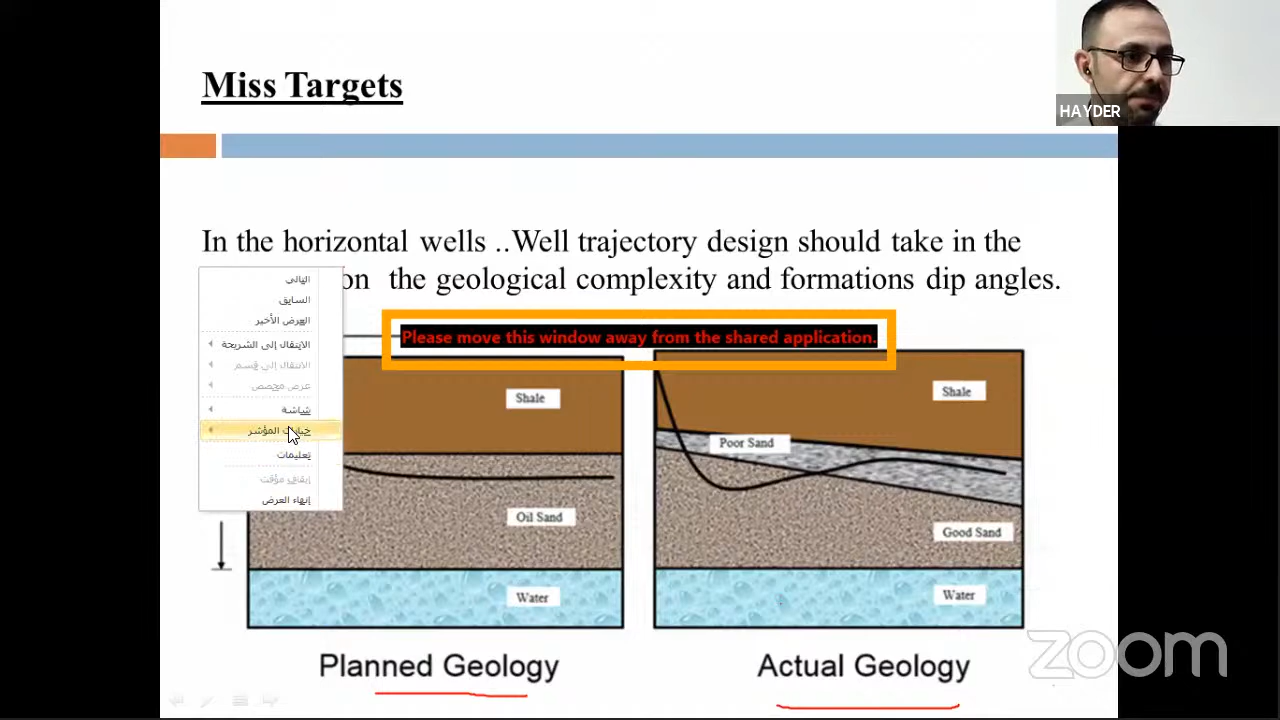 Miss Targets
HAYDER
In the horizontal wells ..Well trajectory design should take in the
on the geological complexity and formations dip angles.
التالي
السابق
العرض الأخير
الانتقال إلى الشريحة
الانتقال إلى قسم
عرض مخصص
شاشة
خيارات المؤشر
تعليمات
إيقاف مؤقت
إنهاء العرض
Please move this window away from the shared application.
Shale
Oil Sand
Water
Shale
Poor Sand
Good Sand
Water
Planned Geology
Actual Geology
zoom